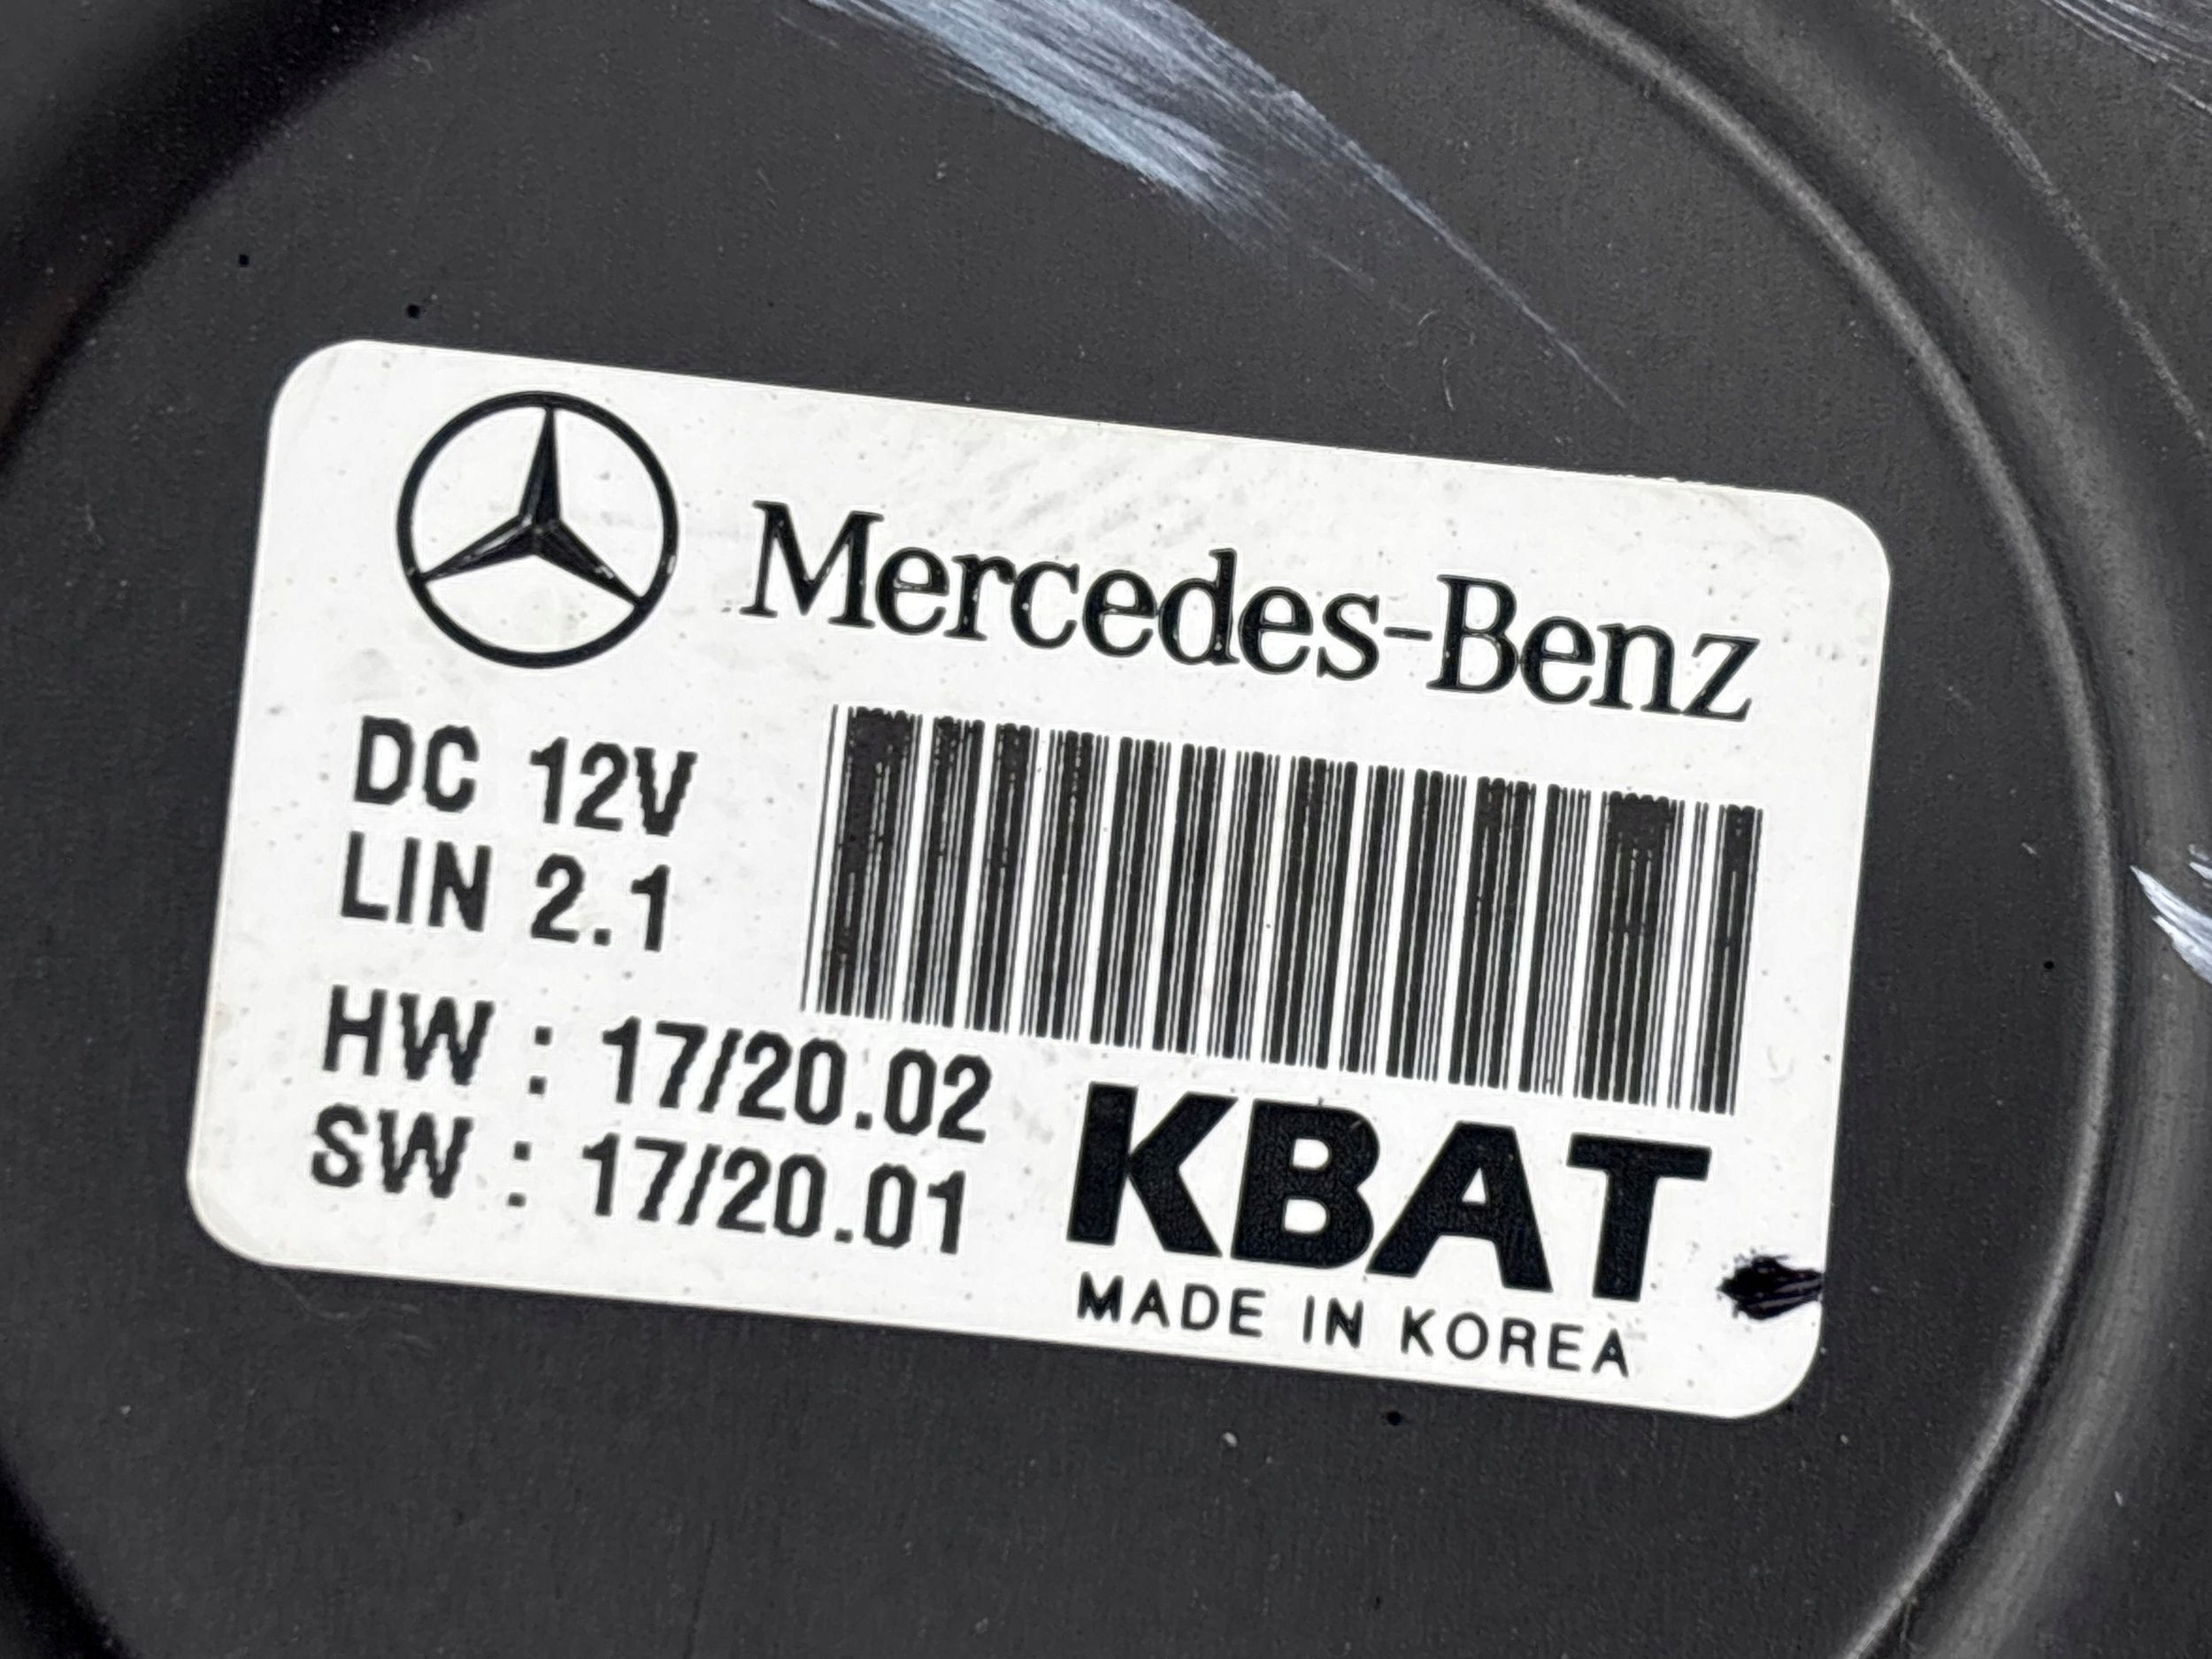 Mercedes-Benz
DC 12V
LIN 2.1
HW : 17/20.02
SW : 17/20.01
KBAT
MADE IN KOREA